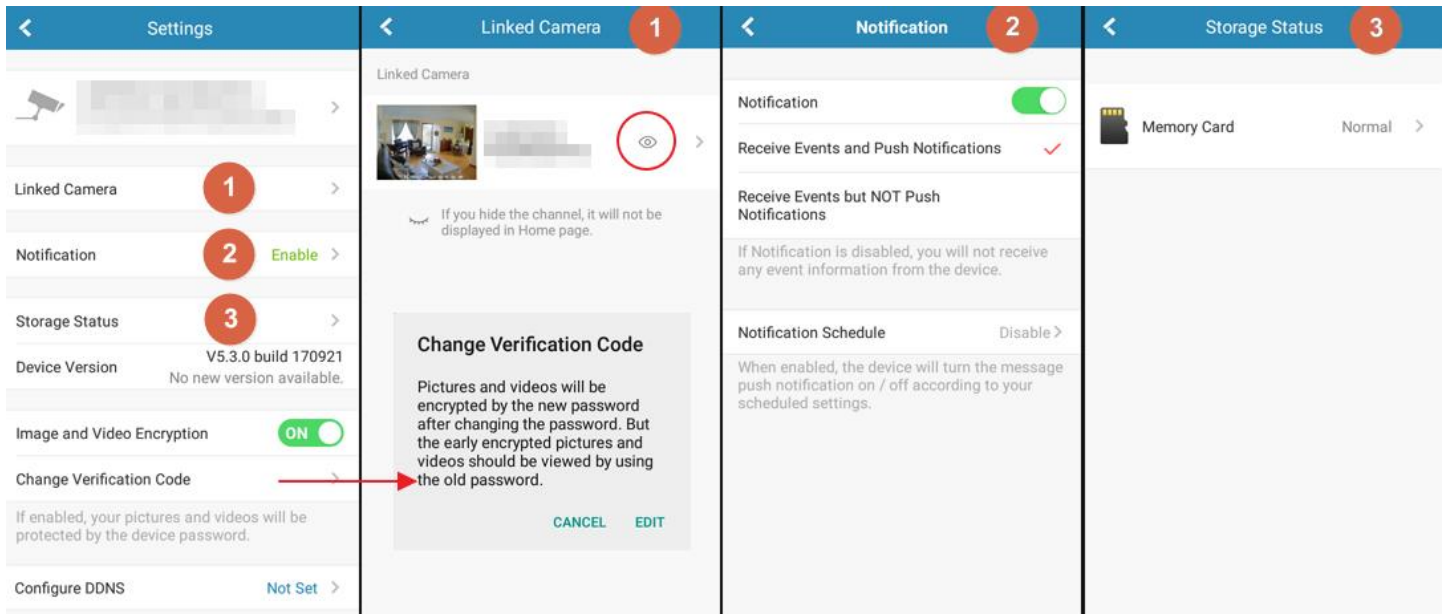 Settings
Linked Camera
1
Notification
2
Enable
Storage Status
3
Device Version
V5.3.0 build 170921
No new version available.
Image and Video Encryption
ON
Change Verification Code
If enabled, your pictures and videos will be
protected by the device password.
Configure DDNS
Not Set
Linked Camera
1
Linked Camera
If you hide the channel, it will not be
displayed in Home page.
Change Verification Code
Pictures and videos will be
encrypted by the new password
after changing the password. But
the early encrypted pictures and
videos should be viewed by using
the old password.
CANCEL
EDIT
Notification
2
Notification
Receive Events and Push Notifications
Receive Events but NOT Push
Notifications
If Notification is disabled, you will not receive
any event information from the device.
Notification Schedule
Disable
When enabled, the device will turn the message
push notification on / off according to your
scheduled settings.
Storage Status
3
Memory Card
Normal